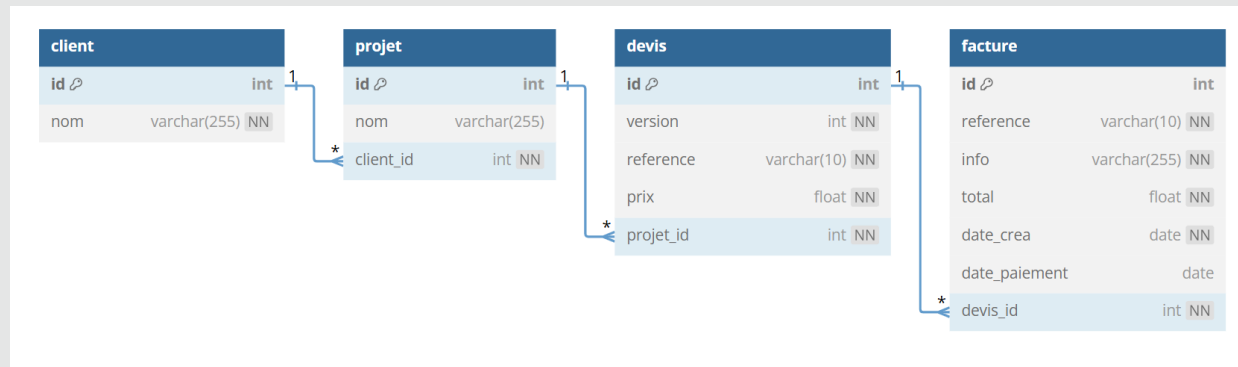 client
id int
nom varchar(255) NN
projet
id int
nom varchar(255)
client_id int NN
devis
id int
version int NN
reference varchar(10) NN
prix float NN
projet_id int NN
facture
id int
reference varchar(10) NN
info varchar(255) NN
total float NN
date_crea date NN
date_paiement date
devis_id int NN
1
*
1
*
1
*